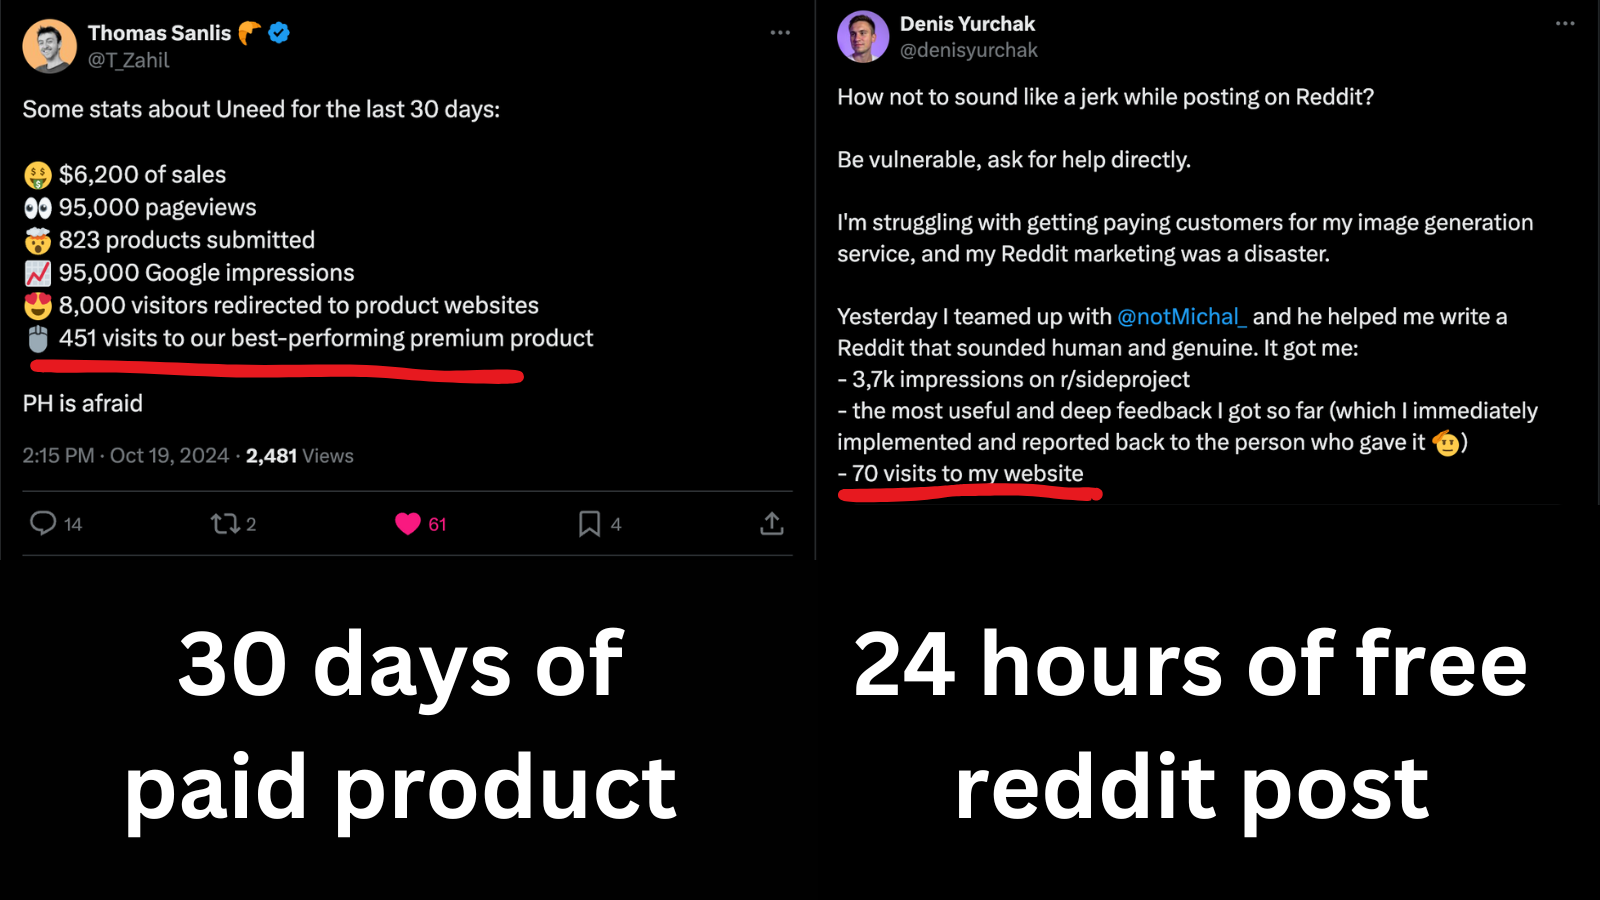 Thomas Sanlis 🥐
@T_Zahil
Some stats about Uneed for the last 30 days:
🤑 $6,200 of sales
👀 95,000 pageviews
🤯 823 products submitted
📈 95,000 Google impressions
😍 8,000 visitors redirected to product websites
🖱️ 451 visits to our best-performing premium product
PH is afraid
2:15 PM · Oct 19, 2024 · 2,481 Views
14 2 61 4
30 days of
paid product
Denis Yurchak
@denisyurchak
How not to sound like a jerk while posting on Reddit?
Be vulnerable, ask for help directly.
I'm struggling with getting paying customers for my image generation
service, and my Reddit marketing was a disaster.
Yesterday I teamed up with @notMichal_ and he helped me write a
Reddit that sounded human and genuine. It got me:
- 3,7k impressions on r/sideproject
- the most useful and deep feedback I got so far (which I immediately
implemented and reported back to the person who gave it 🫡)
- 70 visits to my website
24 hours of free
reddit post